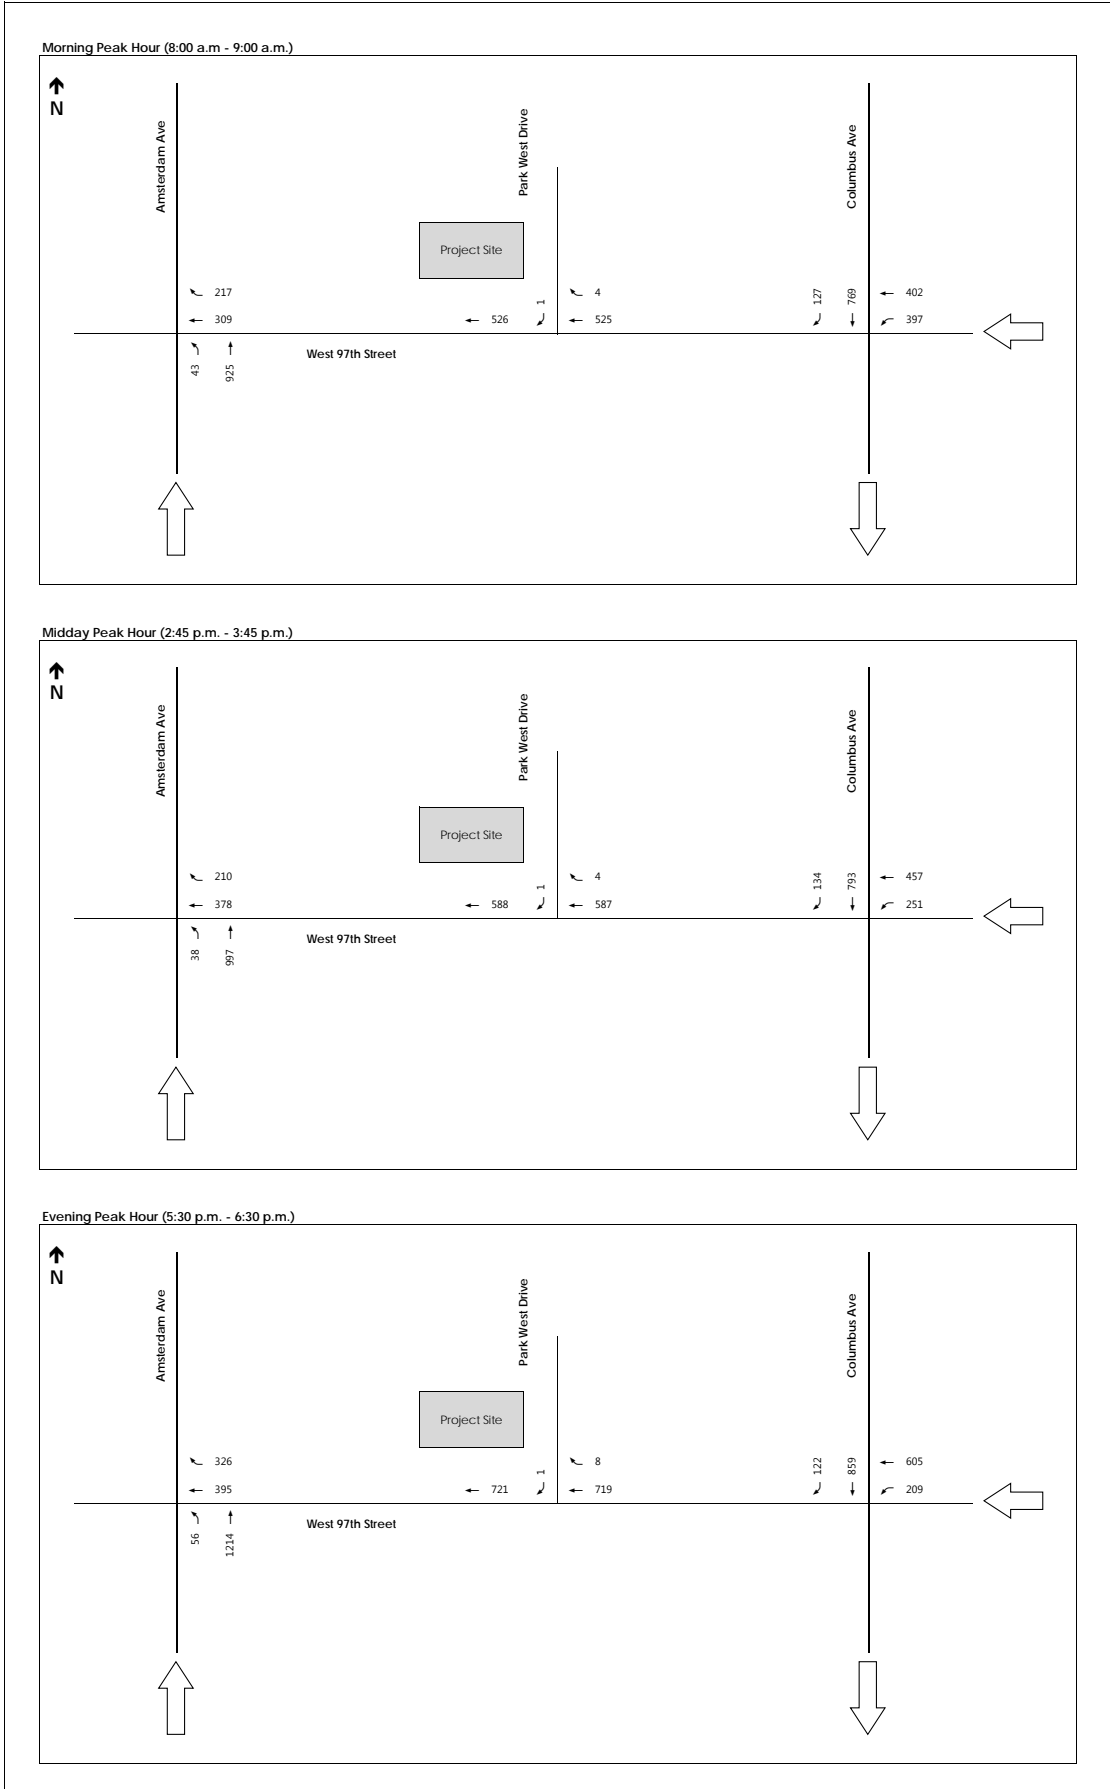 Morning Peak Hour (8:00 a.m - 9:00 a.m.)
N
Amsterdam Ave
Park West Drive
Columbus Ave
Project Site
217
309
526
1
4
525
127
769
402
397
43
925
West 97th Street
Midday Peak Hour (2:45 p.m. - 3:45 p.m.)
N
Amsterdam Ave
Park West Drive
Columbus Ave
Project Site
210
378
588
1
4
587
134
793
457
251
38
997
West 97th Street
Evening Peak Hour (5:30 p.m. - 6:30 p.m.)
N
Amsterdam Ave
Park West Drive
Columbus Ave
Project Site
326
395
721
1
8
719
122
859
605
209
56
1214
West 97th Street